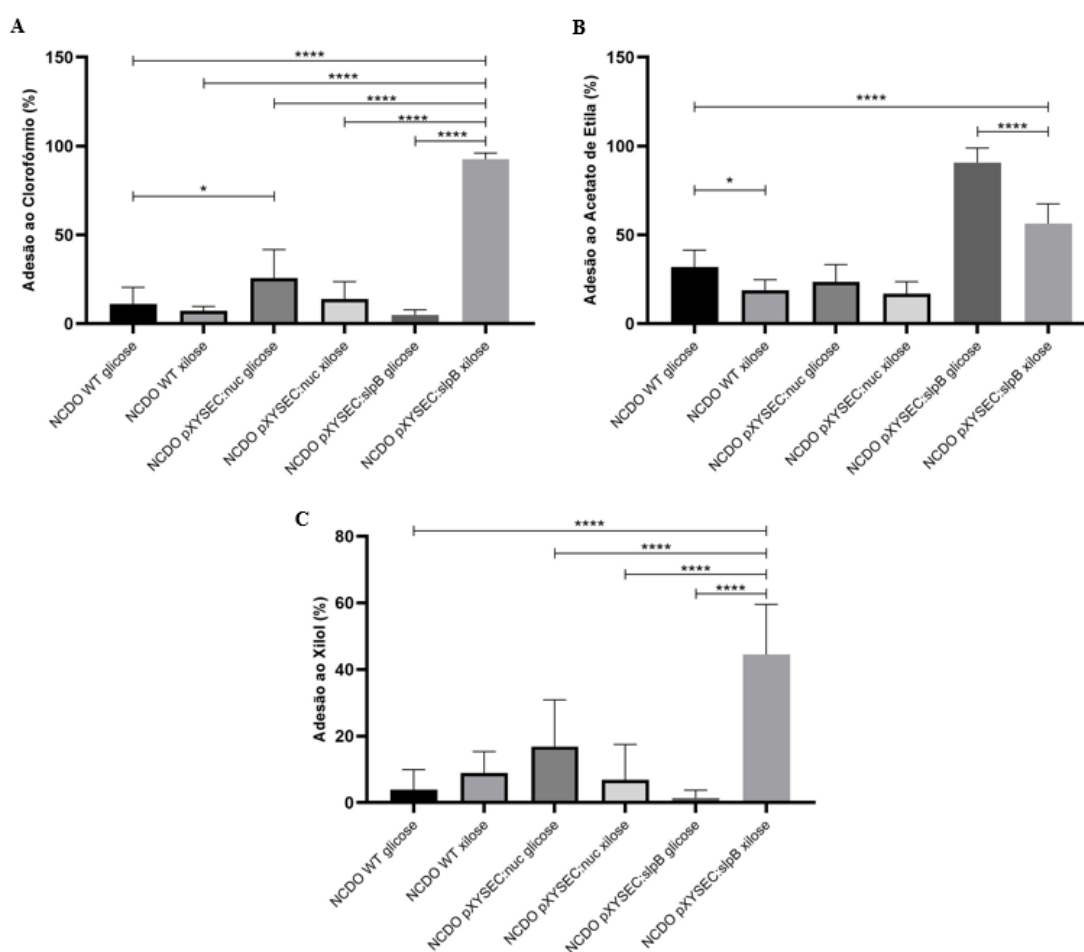 A
Adesão ao Clorofórmio (%)
150
100
50
0
****
****
****
****
****
*
NCDO WT glicose
NCDO WT xilose
NCDO pXYSEC:nuc glicose
NCDO pXYSEC:nuc xilose
NCDO pXYSEC:slpB glicose
NCDO pXYSEC:slpB xilose
B
Adesão ao Acetato de Etila (%)
150
100
50
0
****
****
*
NCDO WT glicose
NCDO WT xilose
NCDO pXYSEC:nuc glicose
NCDO pXYSEC:nuc xilose
NCDO pXYSEC:slpB glicose
NCDO pXYSEC:slpB xilose
C
Adesão ao Xilol (%)
80
60
40
20
0
****
****
****
****
NCDO WT glicose
NCDO WT xilose
NCDO pXYSEC:nuc glicose
NCDO pXYSEC:nuc xilose
NCDO pXYSEC:slpB glicose
NCDO pXYSEC:slpB xilose